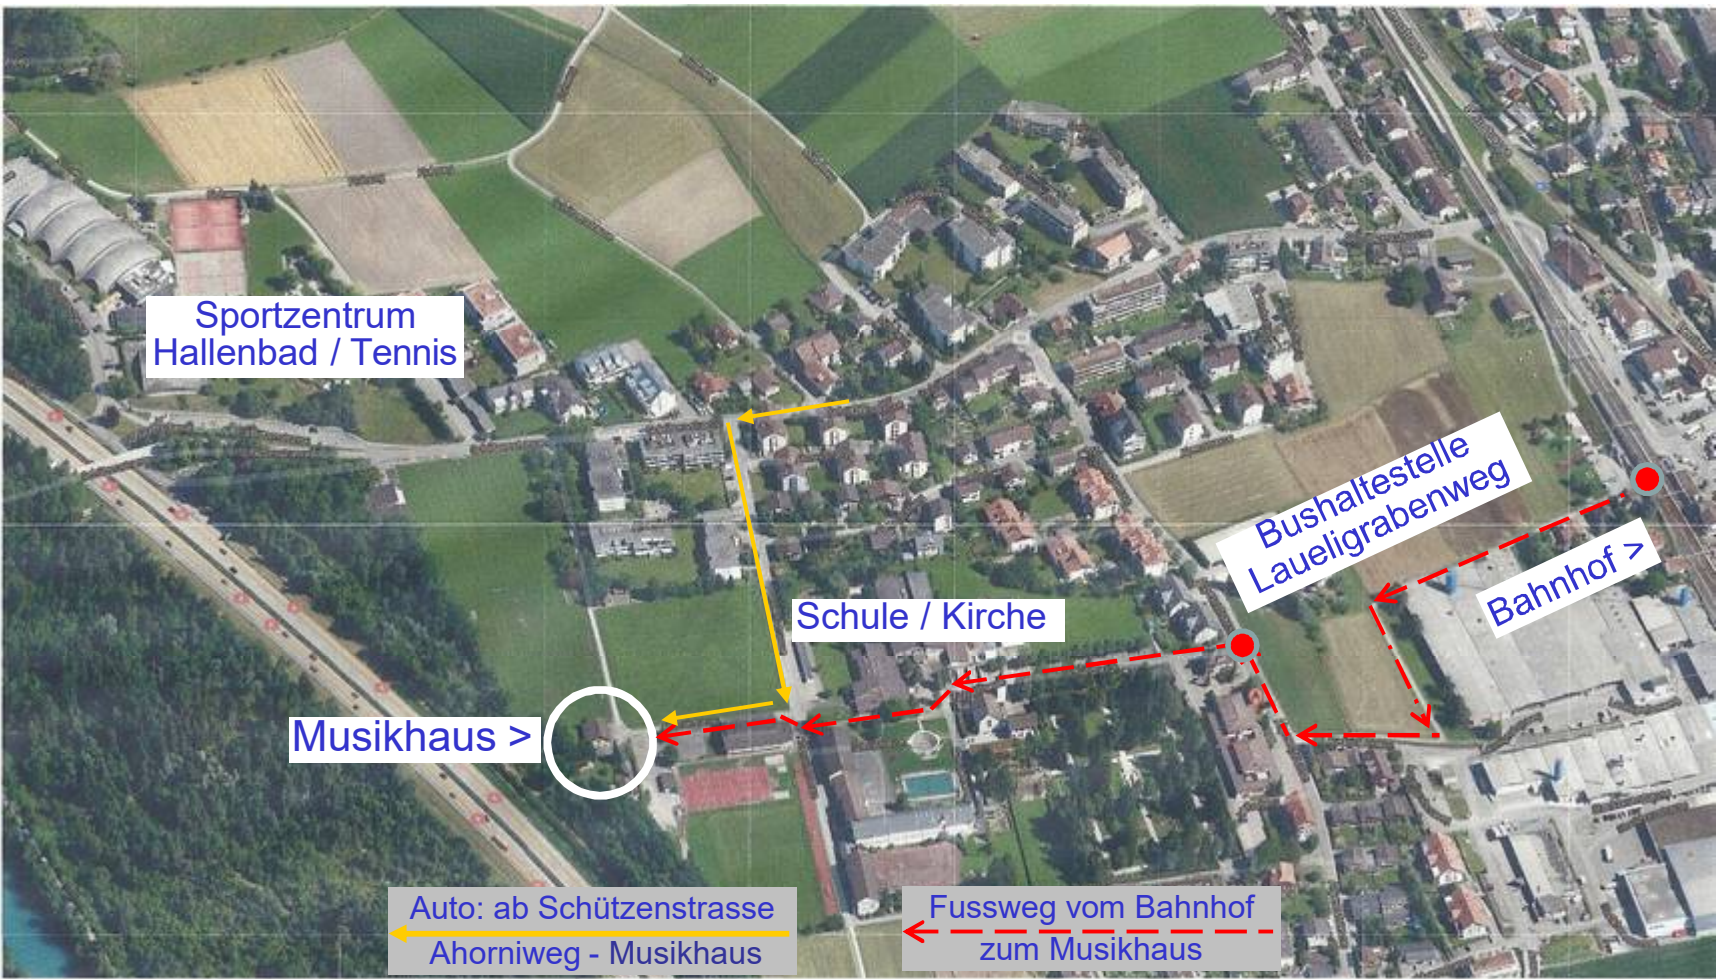 Sportzentrum
Hallenbad / Tennis
Bushaltestelle
Laueligrabenweg
Bahnhof >
Schule / Kirche
Musikhaus >
Auto: ab Schützenstrasse
Ahorniweg - Musikhaus
Fussweg vom Bahnhof
zum Musikhaus